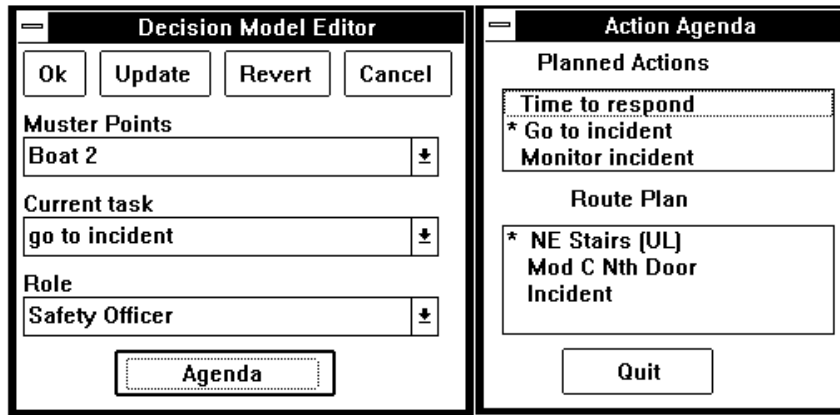 Decision Model Editor
Ok Update Revert Cancel
Muster Points
Boat 2
Current task
go to incident
Role
Safety Officer
Agenda
Action Agenda
Planned Actions
Time to respond
* Go to incident
Monitor incident
Route Plan
* NE Stairs (UL)
Mod C Nth Door
Incident
Quit